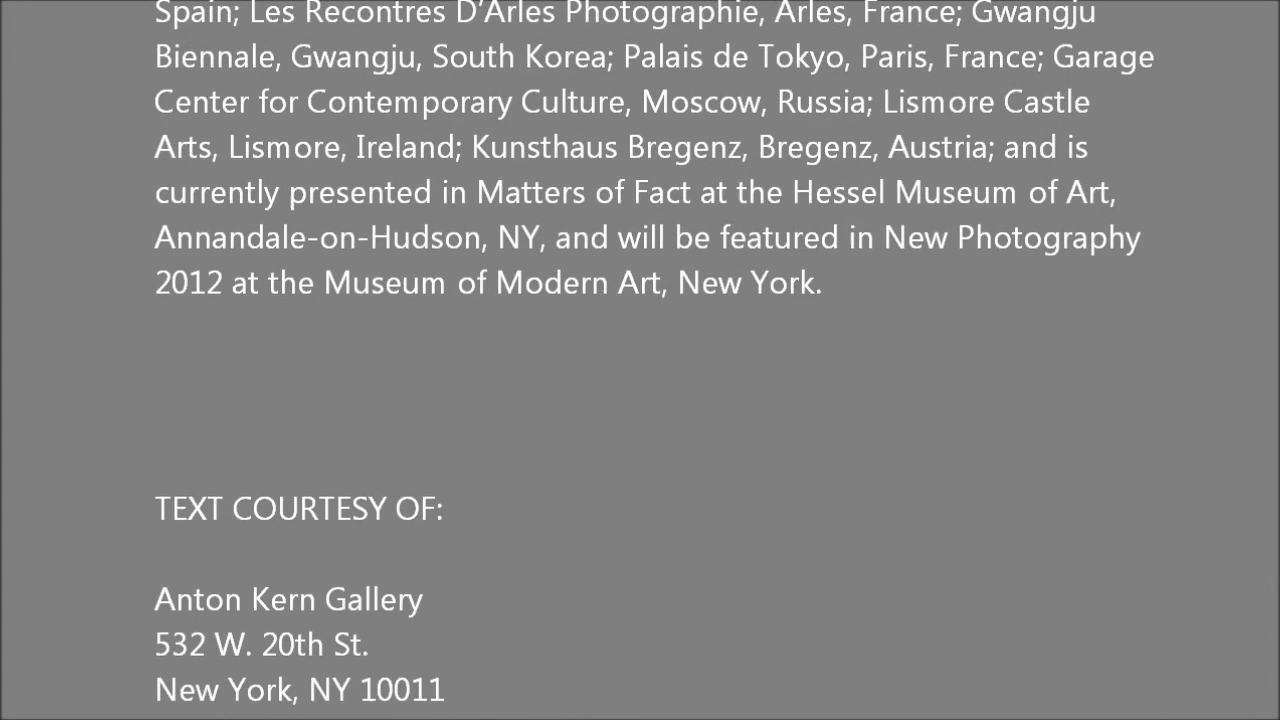 Spain; Les Recontres D’Arles Photographie, Arles, France; Gwangju
Biennale, Gwangju, South Korea; Palais de Tokyo, Paris, France; Garage
Center for Contemporary Culture, Moscow, Russia; Lismore Castle
Arts, Lismore, Ireland; Kunsthaus Bregenz, Bregenz, Austria; and is
currently presented in Matters of Fact at the Hessel Museum of Art,
Annandale-on-Hudson, NY, and will be featured in New Photography
2012 at the Museum of Modern Art, New York.
TEXT COURTESY OF:
Anton Kern Gallery
532 W. 20th St.
New York, NY 10011